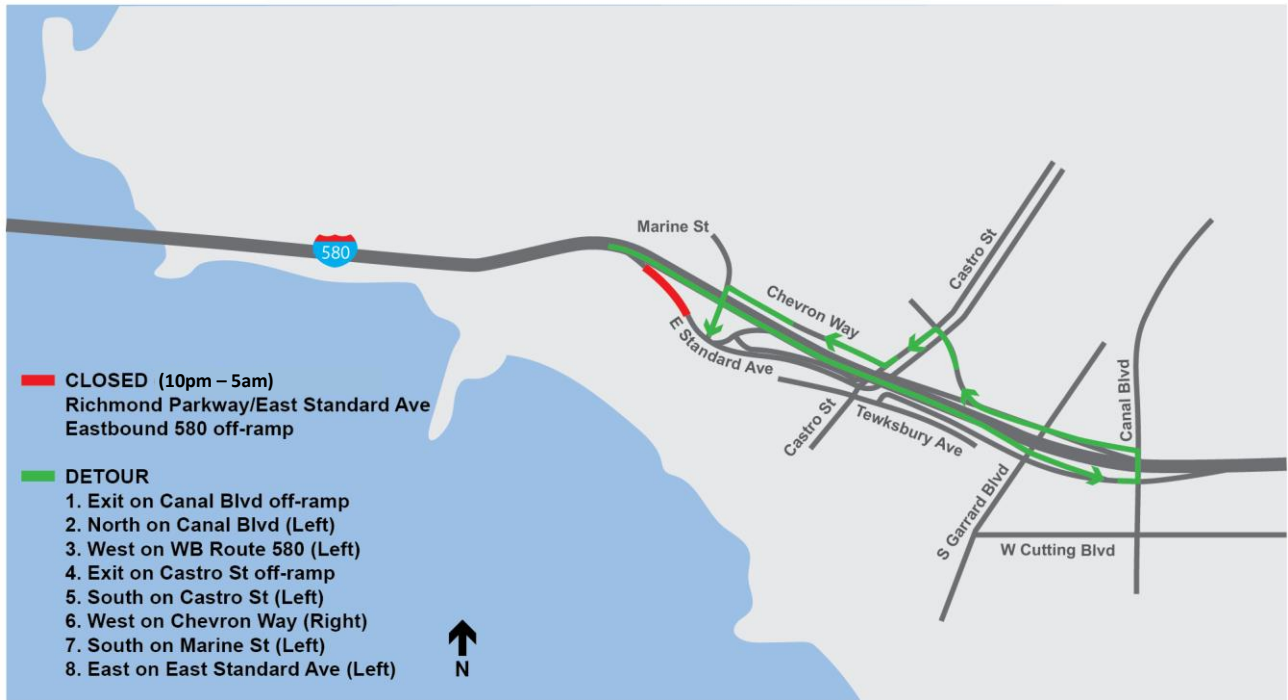 Marine St
580
Castro St
Chevron Way
E Standard Ave
Canal Blvd
Castro St
Tewksbury Ave
S Garrard Blvd
W Cutting Blvd
CLOSED (10pm – 5am)
Richmond Parkway/East Standard Ave
Eastbound 580 off-ramp
DETOUR
1. Exit on Canal Blvd off-ramp
2. North on Canal Blvd (Left)
3. West on WB Route 580 (Left)
4. Exit on Castro St off-ramp
5. South on Castro St (Left)
6. West on Chevron Way (Right)
7. South on Marine St (Left)
8. East on East Standard Ave (Left)
N